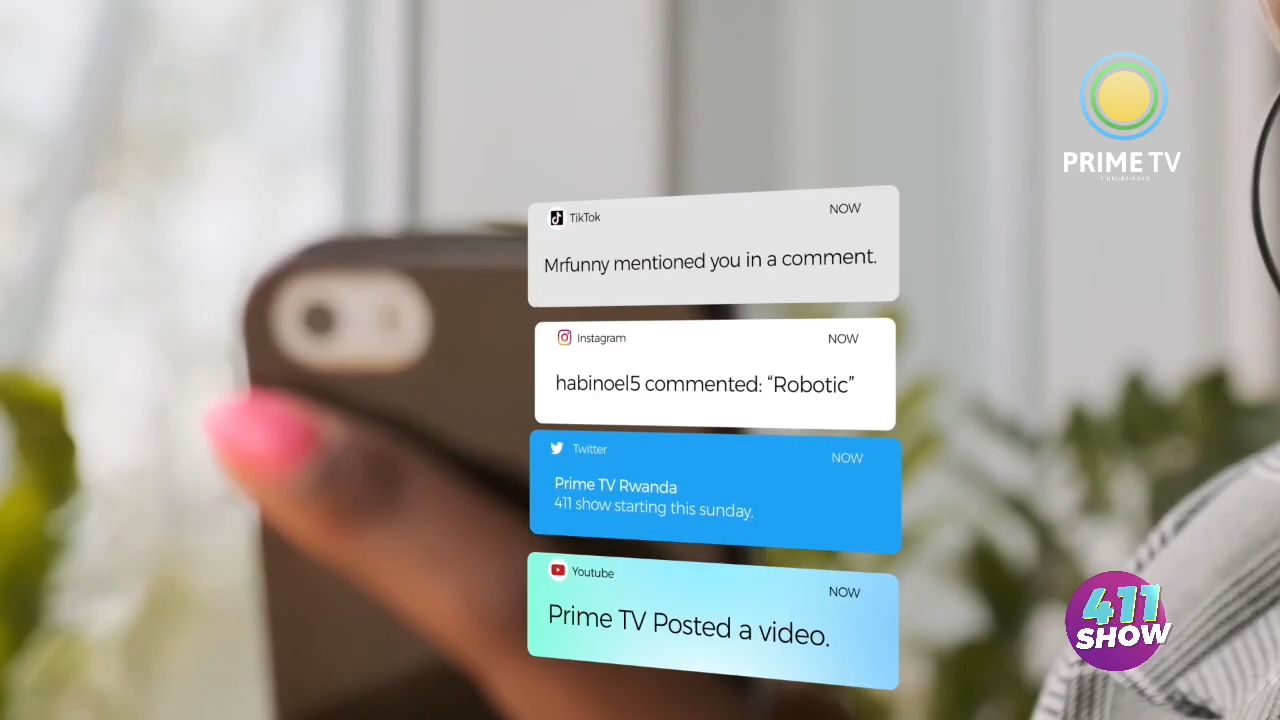 PRIME TV
TikTok
NOW
Mrfunny mentioned you in a comment.
Instagram
NOW
habinoel5 commented: “Robotic”
Twitter
NOW
Prime TV Rwanda
411 show starting this sunday.
Youtube
NOW
Prime TV Posted a video.
411
SHOW